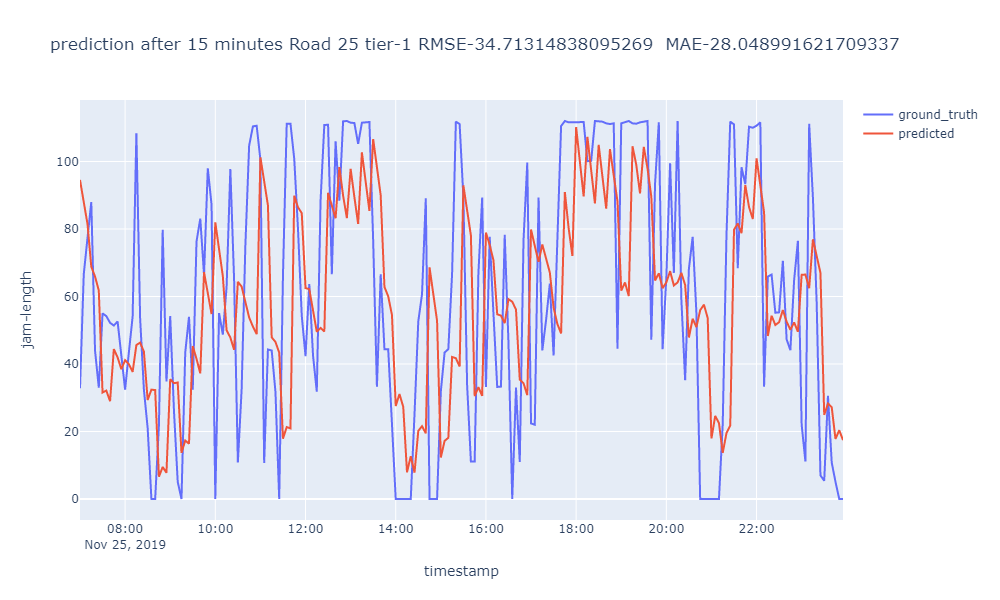 prediction after 15 minutes Road 25 tier-1 RMSE-34.71314838095269  MAE-28.048991621709337
ground_truth
predicted
jam-length
100
80
60
40
20
0
08:00 10:00 12:00 14:00 16:00 18:00 20:00 22:00
Nov 25, 2019
timestamp